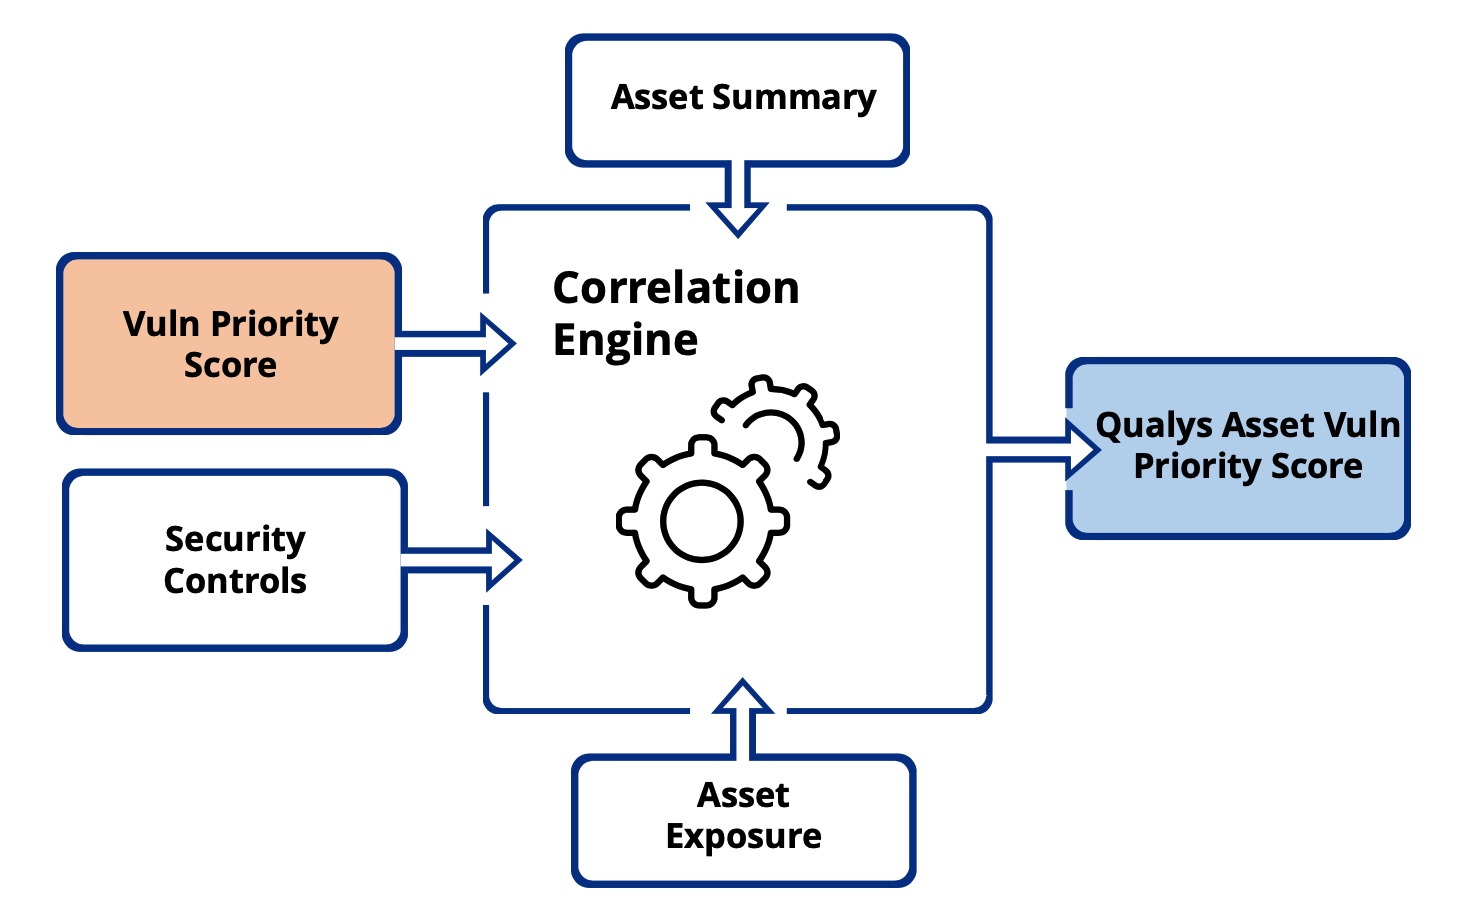 Asset Summary
Correlation
Engine
Vuln Priority
Score
Security
Controls
Qualys Asset Vuln
Priority Score
Asset
Exposure